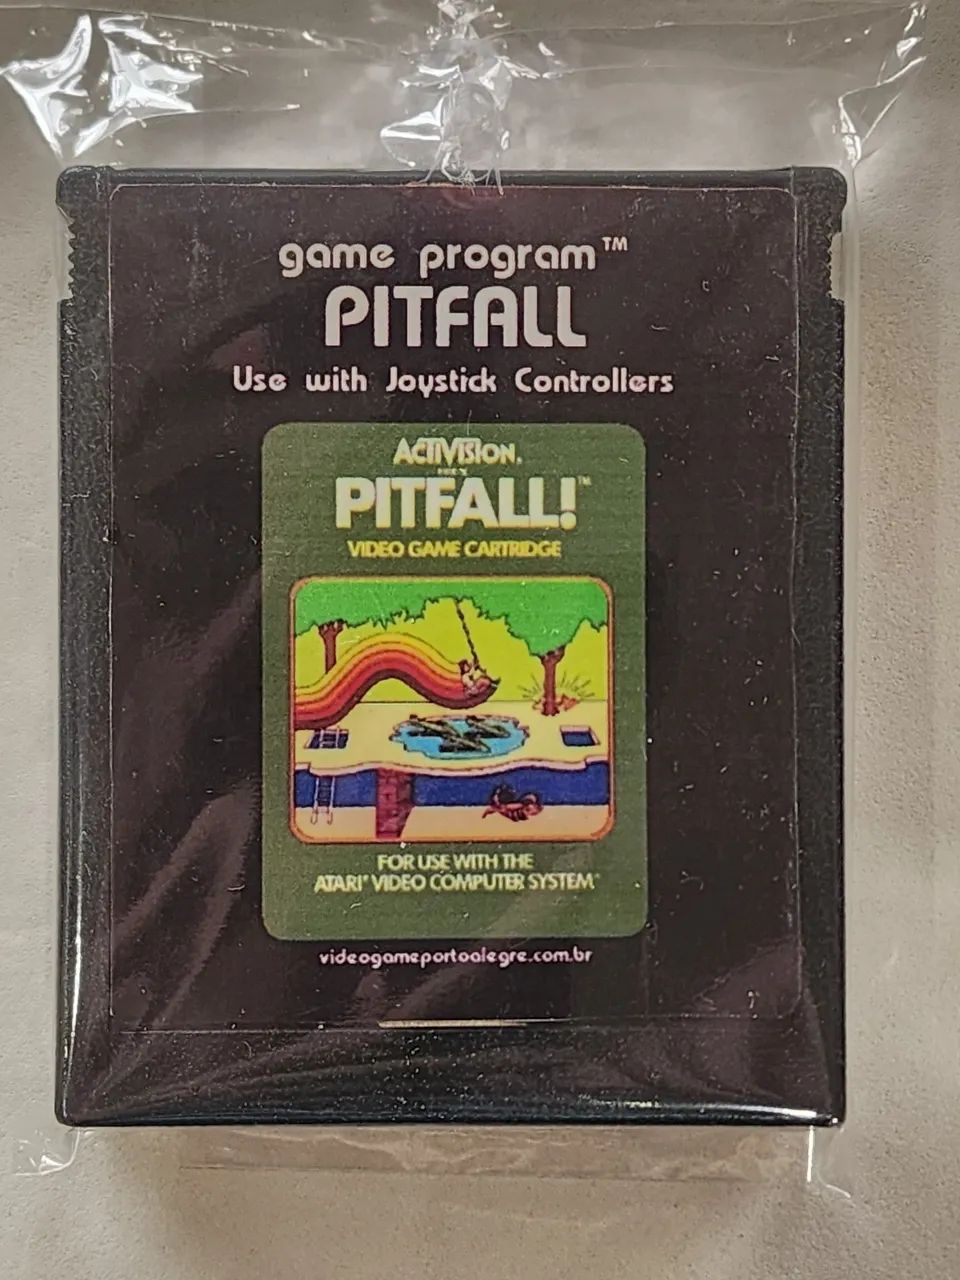 game program™
PITFALL
Use with Joystick Controllers
ACTIVISION.
PITFALL!™
VIDEO GAME CARTRIDGE
FOR USE WITH THE
ATARI® VIDEO COMPUTER SYSTEM™
videogameportoalegre.com.br